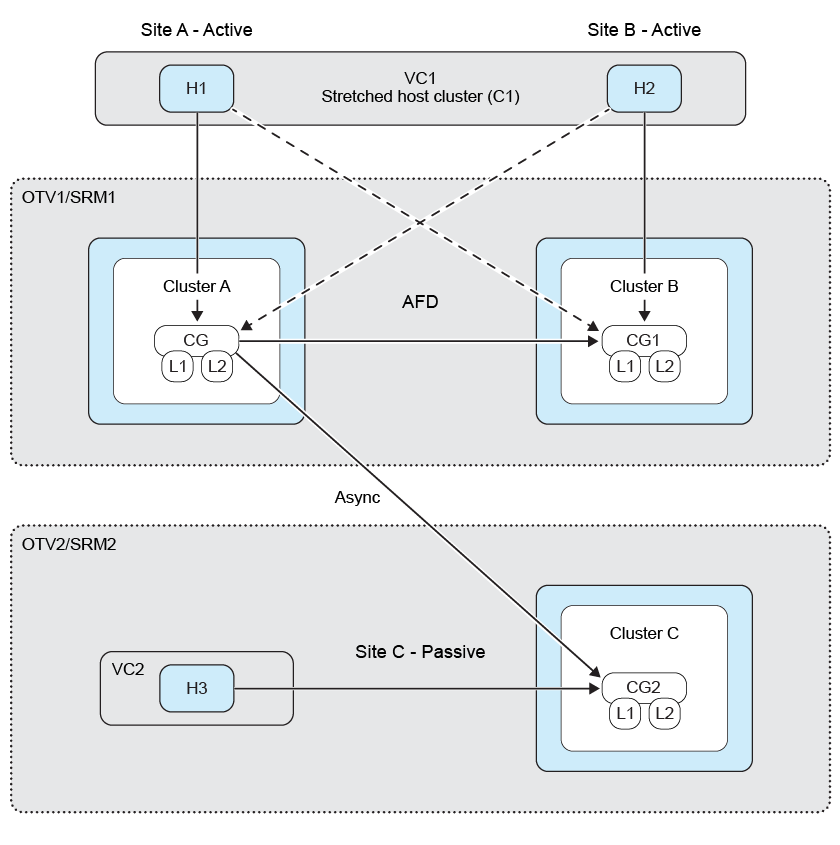 Site A - Active
Site B - Active
VC1
Stretched host cluster (C1)
H1
H2
OTV1/SRM1
Cluster A
AFD
Cluster B
CG
L1
L2
CG1
L1
L2
Async
OTV2/SRM2
Cluster C
Site C - Passive
VC2
H3
CG2
L1
L2